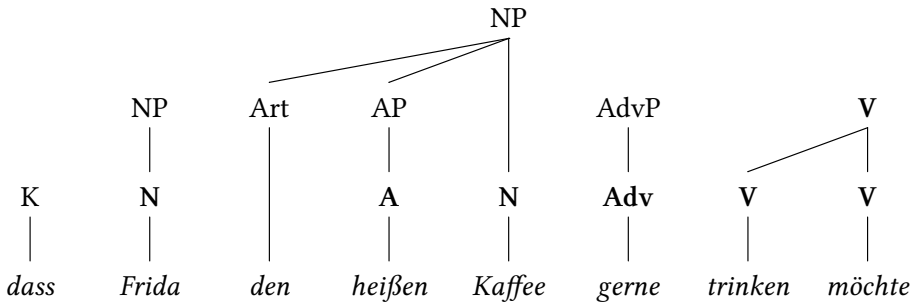 NP
NP Art AP AdvP V
K N A N Adv V V
dass Frida den heißen Kaffee gerne trinken möchte